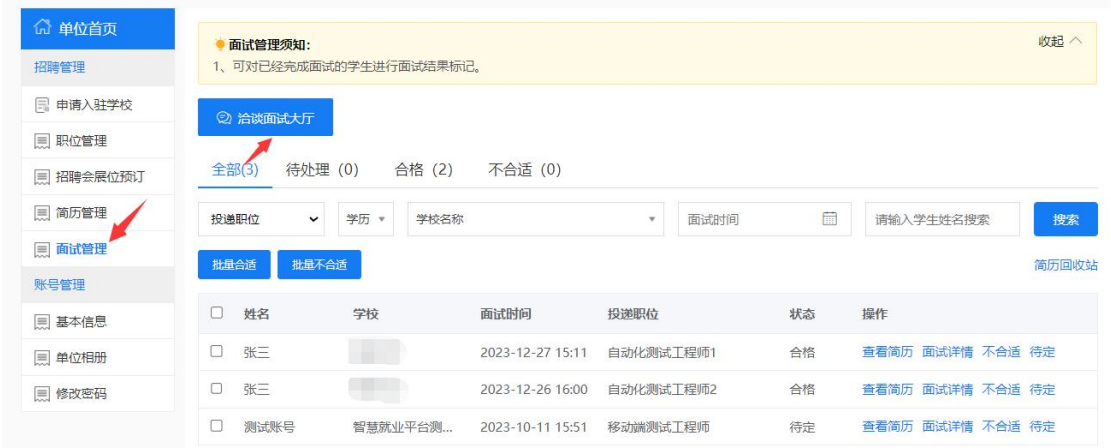 单位首页
招聘管理
申请入驻学校
职位管理
招聘会展位预订
简历管理
面试管理
账号管理
基本信息
单位相册
修改密码
面试管理须知:
收起
1、可对已经完成面试的学生进行面试结果标记。
洽谈面试大厅
全部(3) 待处理 (0) 合格 (2) 不合适 (0)
投递职位 学历 学校名称 面试时间 请输入学生姓名搜索 搜索
批量合适 批量不合适 简历回收站
姓名 学校 面试时间 投递职位 状态 操作
张三 2023-12-27 15:11 自动化测试工程师1 合格 查看简历 面试详情 不合适 待定
张三 2023-12-26 16:00 自动化测试工程师2 合格 查看简历 面试详情 不合适 待定
测试账号 智慧就业平台测... 2023-10-11 15:51 移动端测试工程师 待定 查看简历 面试详情 不合适 待定